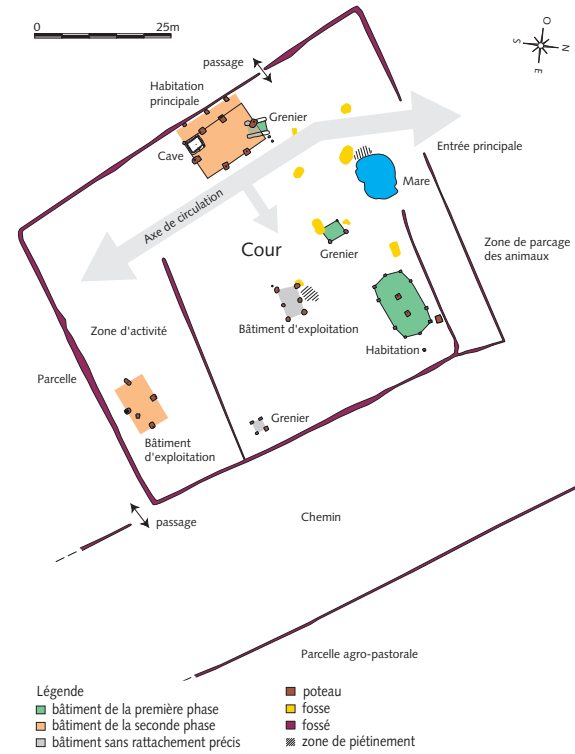 0
25m
O
S
N
E
passage
Habitation
principale
Grenier
Cave
Entrée principale
Mare
Axe de circulation
Zone de parcage
des animaux
Cour
Grenier
Zone d'activité
Bâtiment d'exploitation
Habitation
Parcelle
Grenier
Bâtiment
d'exploitation
passage
Chemin
Parcelle agro-pastorale
Légende
bâtiment de la première phase
bâtiment de la seconde phase
bâtiment sans rattachement précis
poteau
fosse
fossé
zone de piétinement